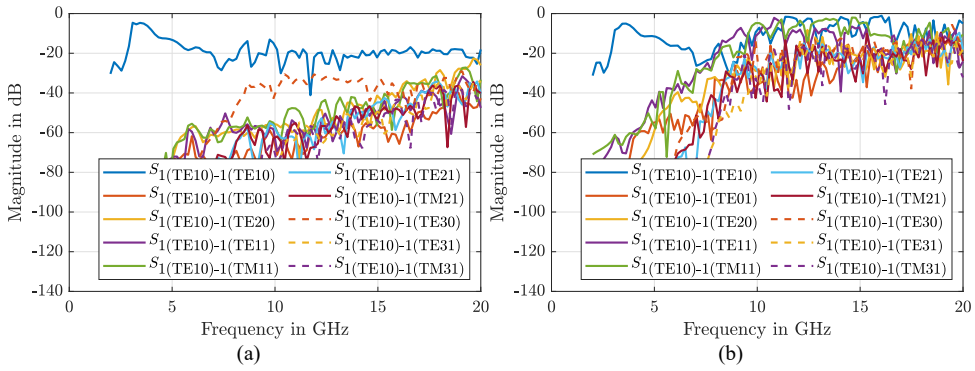 0
-20
-40
-60
-80
-100
-120
-140
0
5
10
15
20
Magnitude in dB
Frequency in GHz
S1(TE10)-1(TE10)
S1(TE10)-1(TE01)
S1(TE10)-1(TE20)
S1(TE10)-1(TE11)
S1(TE10)-1(TM11)
S1(TE10)-1(TE21)
S1(TE10)-1(TM21)
S1(TE10)-1(TE30)
S1(TE10)-1(TE31)
S1(TE10)-1(TM31)
(a)
0
-20
-40
-60
-80
-100
-120
-140
0
5
10
15
20
Magnitude in dB
Frequency in GHz
S1(TE10)-1(TE10)
S1(TE10)-1(TE01)
S1(TE10)-1(TE20)
S1(TE10)-1(TE11)
S1(TE10)-1(TM11)
S1(TE10)-1(TE21)
S1(TE10)-1(TM21)
S1(TE10)-1(TE30)
S1(TE10)-1(TE31)
S1(TE10)-1(TM31)
(b)